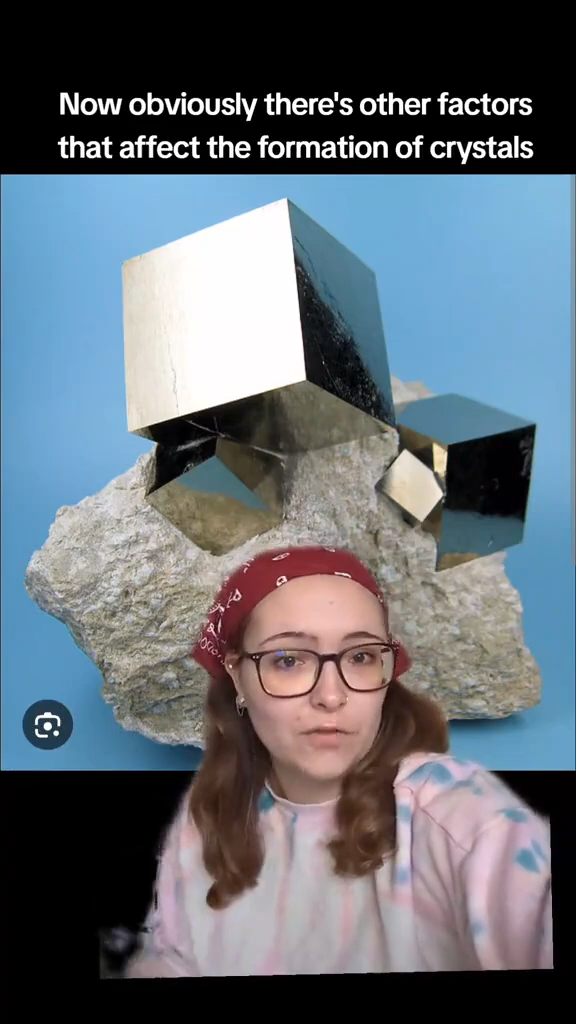 Now obviously there's other factors
that affect the formation of crystals